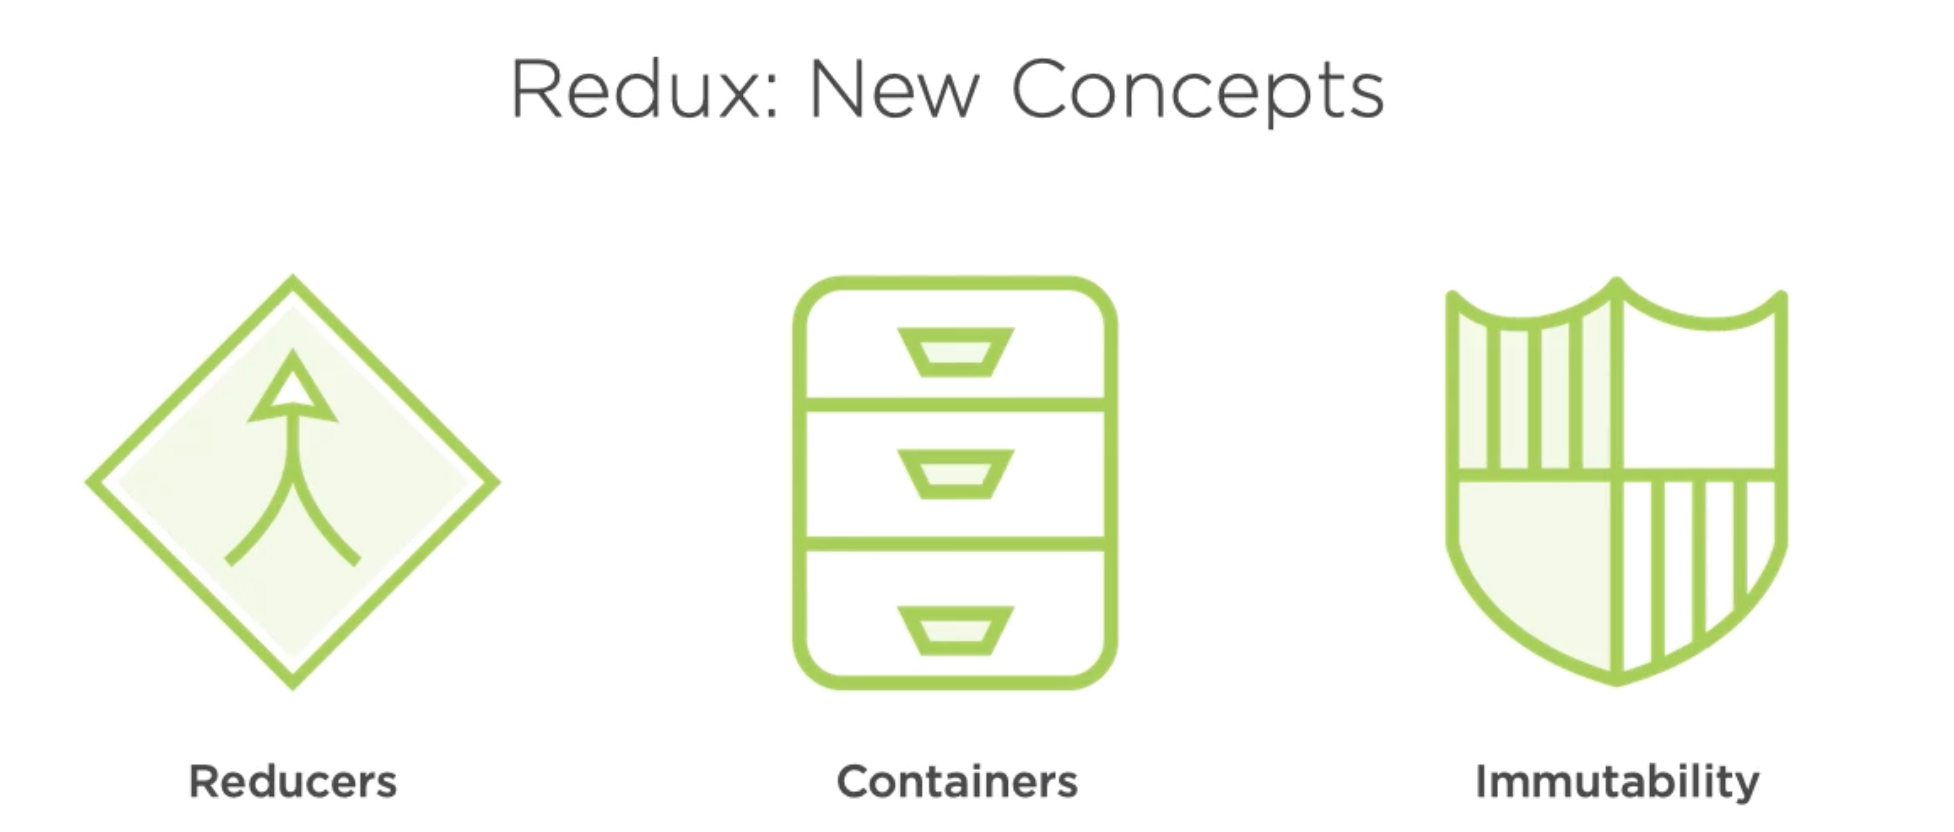 Redux: New Concepts
Reducers
Containers
Immutability